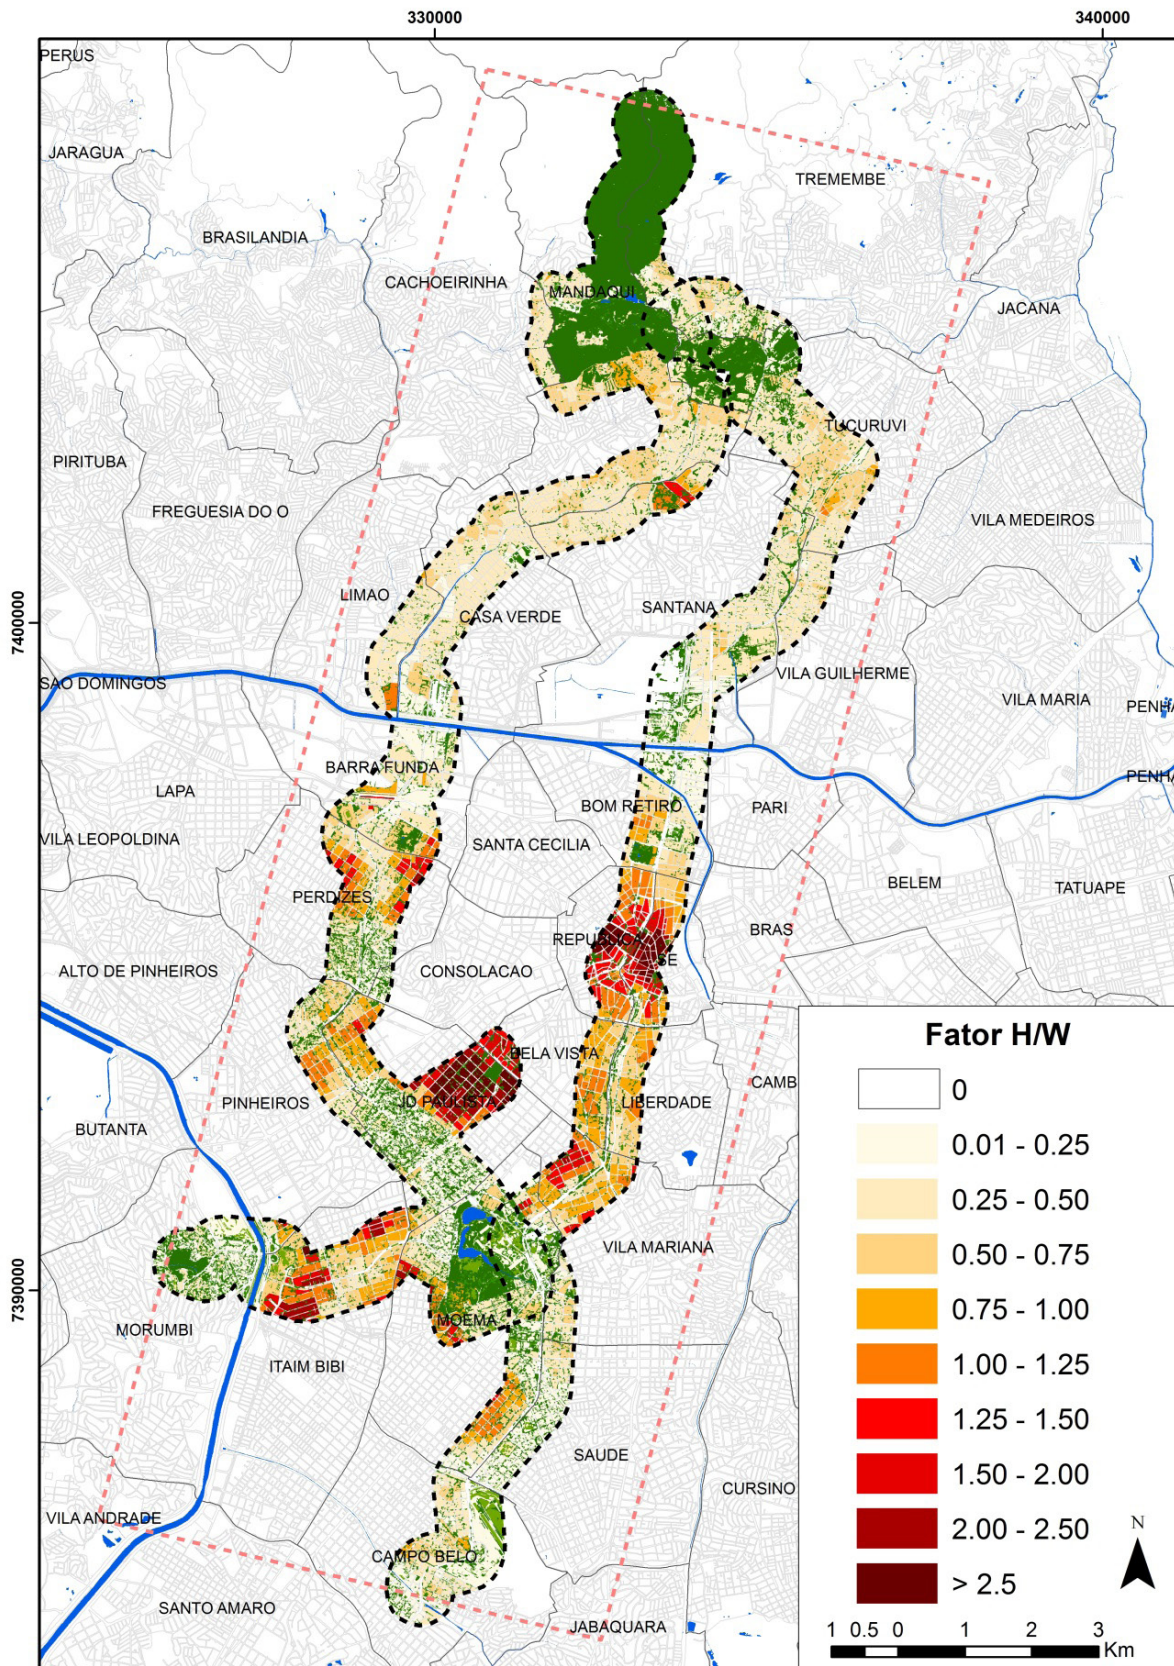 330000
340000
PERUS
JARAGUA
TREMEMBE
BRASILANDIA
CACHOEIRINHA
MANDAQUI
JACANA
TUCURUVI
PIRITUBA
FREGUESIA DO O
VILA MEDEIROS
7400000
LIMAO
SANTANA
CASA VERDE
VILA GUILHERME
SAO DOMINGOS
VILA MARIA
PENHA
BARRA FUNDA
PENHA
LAPA
BOM RETIRO
PARI
VILA LEOPOLDINA
SANTA CECILIA
BELEM
TATUAPE
PERDIZES
BRAS
REPUBLICA
SE
ALTO DE PINHEIROS
CONSOLACAO
BELA VISTA
CAMB
PINHEIROS
JD PAULISTA
LIBERDADE
BUTANTA
VILA MARIANA
7390000
MOEMA
MORUMBI
ITAIM BIBI
SAUDE
CURSINO
VILA ANDRADE
CAMPO BELO
SANTO AMARO
JABAQUARA
Fator H/W
0
0.01 - 0.25
0.25 - 0.50
0.50 - 0.75
0.75 - 1.00
1.00 - 1.25
1.25 - 1.50
1.50 - 2.00
2.00 - 2.50
> 2.5
N
1 0.5 0 1 2 3
Km